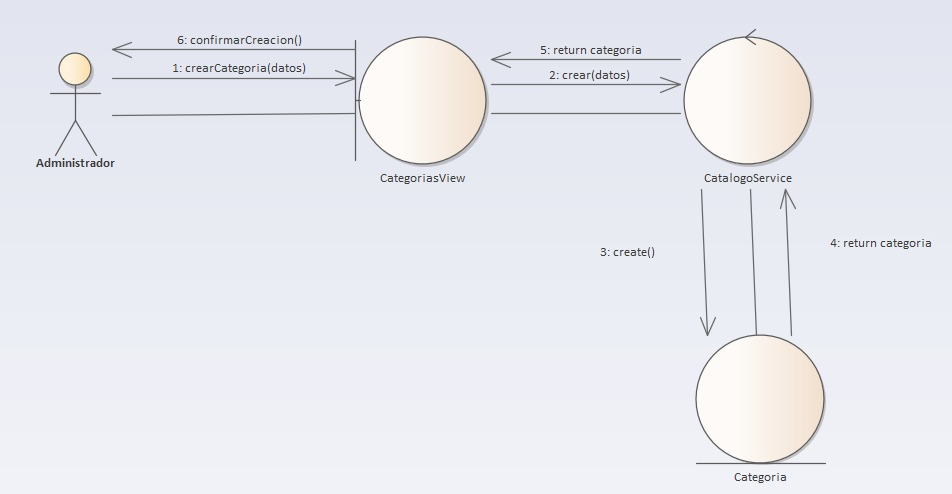 6: confirmarCreacion()
1: crearCategoria(datos)
Administrador
CategoriasView
5: return categoria
2: crear(datos)
CatalogoService
3: create()
4: return categoria
Categoria